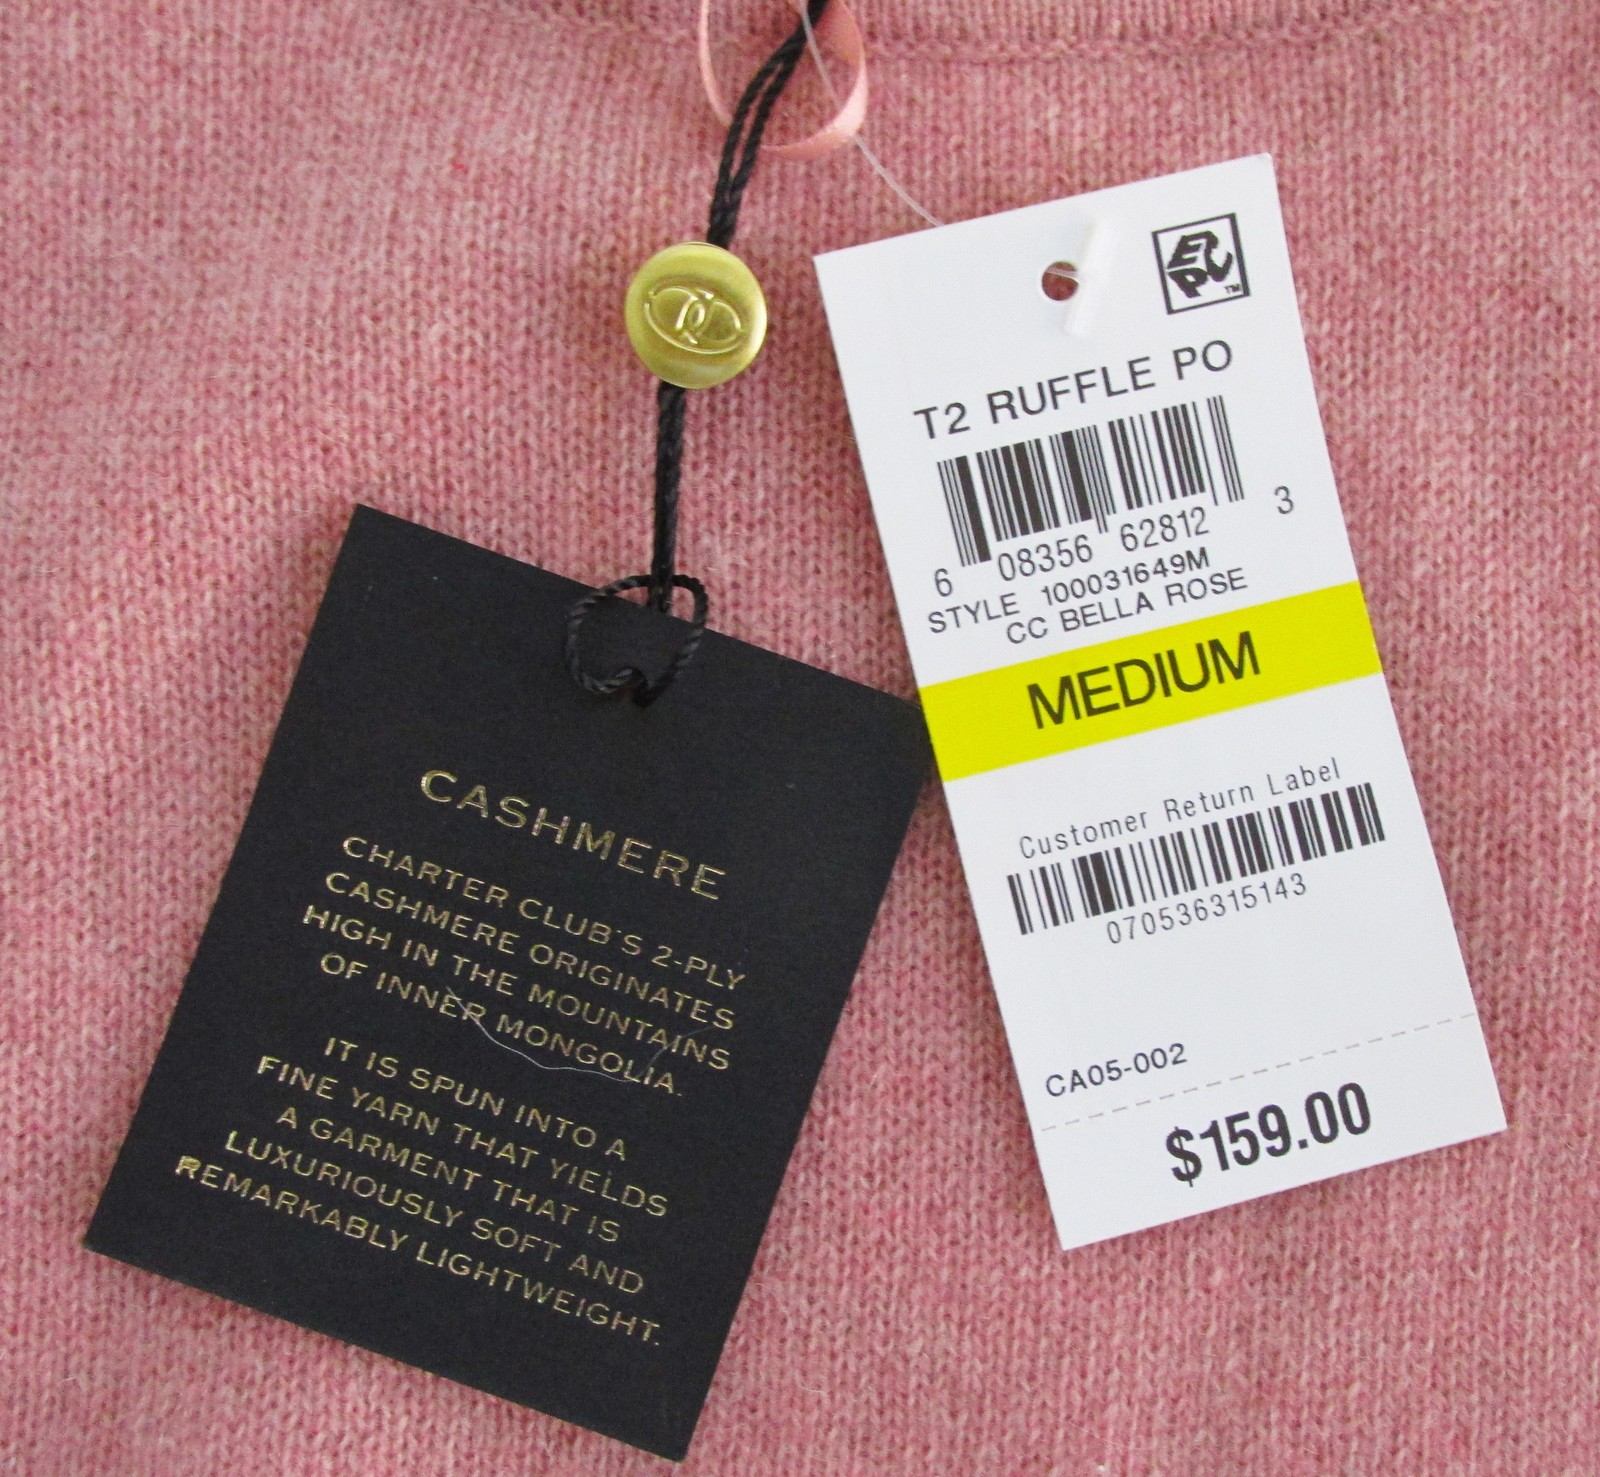 CASHMERE
CHARTER CLUB'S 2-PLY
CASHMERE ORIGINATES
HIGH IN THE MOUNTAINS
OF INNER MONGOLIA.
IT IS SPUN INTO A
FINE YARN THAT YIELDS
A GARMENT THAT IS
LUXURIOUSLY SOFT AND
REMARKABLY LIGHTWEIGHT.
EZPU TM
T2 RUFFLE PO
6 08356 62812 3
STYLE 100031649M
CC BELLA ROSE
MEDIUM
Customer Return Label
070536315143
CA05-002
$159.00